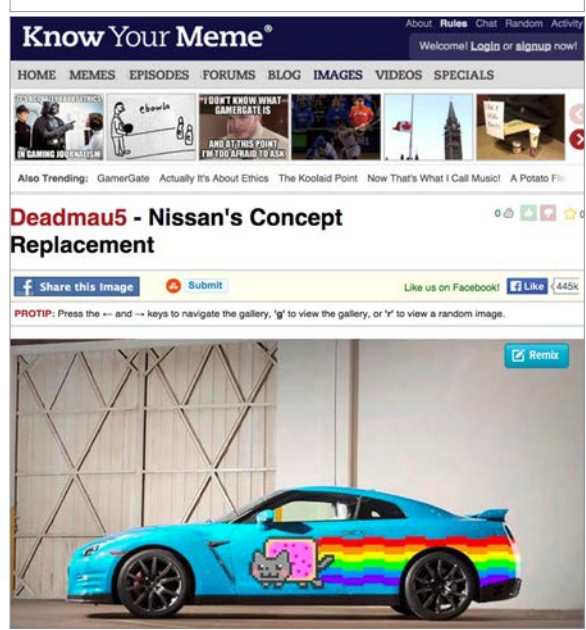 Know Your Meme®
About Rules Chat Random Activity
Welcome! Login or signup now!
HOME MEMES EPISODES FORUMS BLOG IMAGES VIDEOS SPECIALS
IN GAMING JOURNALISM
ebowla
"I DON'T KNOW WHAT
GAMERGATE IS
AND AT THIS POINT
I'M TOO AFRAID TO ASK
Also Trending: GamerGate Actually It's About Ethics The Koolaid Point Now That's What I Call Music! A Potato
Deadmau5 - Nissan's Concept
Replacement
0
Share this Image
Submit
Like us on Facebook!
Like
445k
PROTIP: Press the ← and → keys to navigate the gallery, 'g' to view the gallery, or 'r' to view a random image.
Remix